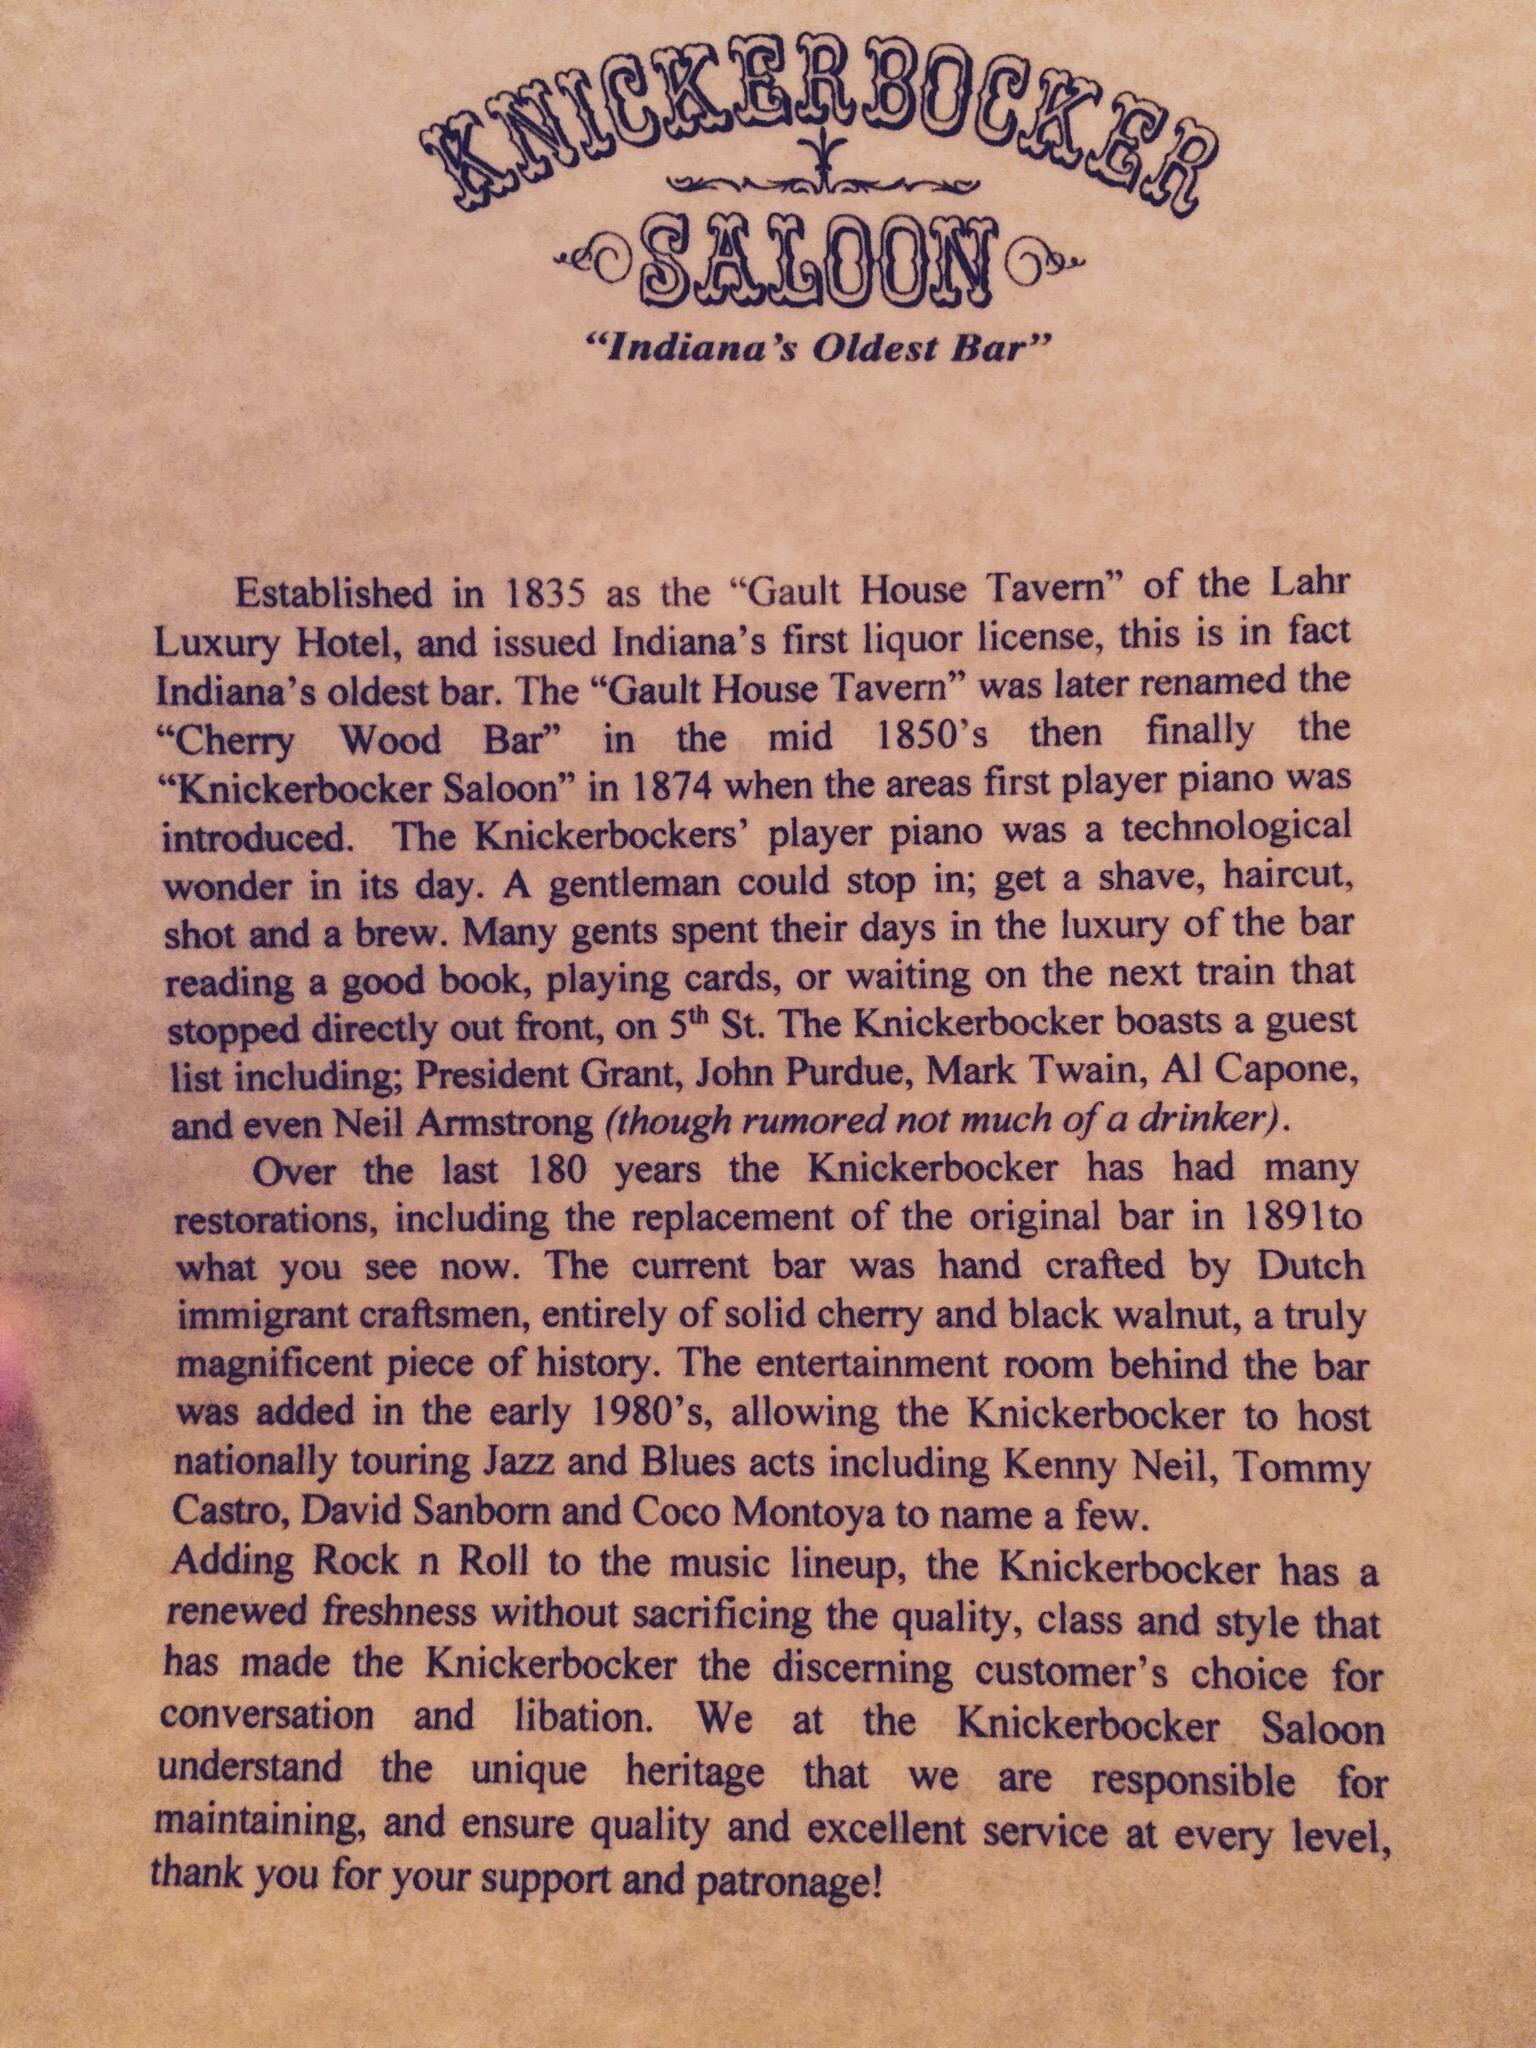 KNICKERBOCKER
SALOON
“Indiana’s Oldest Bar”
Established in 1835 as the “Gault House Tavern” of the Lahr
Luxury Hotel, and issued Indiana’s first liquor license, this is in fact
Indiana’s oldest bar. The “Gault House Tavern” was later renamed the
“Cherry Wood Bar” in the mid 1850’s then finally the
“Knickerbocker Saloon” in 1874 when the areas first player piano was
introduced. The Knickerbockers’ player piano was a technological
wonder in its day. A gentleman could stop in; get a shave, haircut,
shot and a brew. Many gents spent their days in the luxury of the bar
reading a good book, playing cards, or waiting on the next train that
stopped directly out front, on 5th St. The Knickerbocker boasts a guest
list including; President Grant, John Purdue, Mark Twain, Al Capone,
and even Neil Armstrong (though rumored not much of a drinker).
Over the last 180 years the Knickerbocker has had many
restorations, including the replacement of the original bar in 1891to
what you see now. The current bar was hand crafted by Dutch
immigrant craftsmen, entirely of solid cherry and black walnut, a truly
magnificent piece of history. The entertainment room behind the bar
was added in the early 1980’s, allowing the Knickerbocker to host
nationally touring Jazz and Blues acts including Kenny Neil, Tommy
Castro, David Sanborn and Coco Montoya to name a few.
Adding Rock n Roll to the music lineup, the Knickerbocker has a
renewed freshness without sacrificing the quality, class and style that
has made the Knickerbocker the discerning customer’s choice for
conversation and libation. We at the Knickerbocker Saloon
understand the unique heritage that we are responsible for
maintaining, and ensure quality and excellent service at every level,
thank you for your support and patronage!